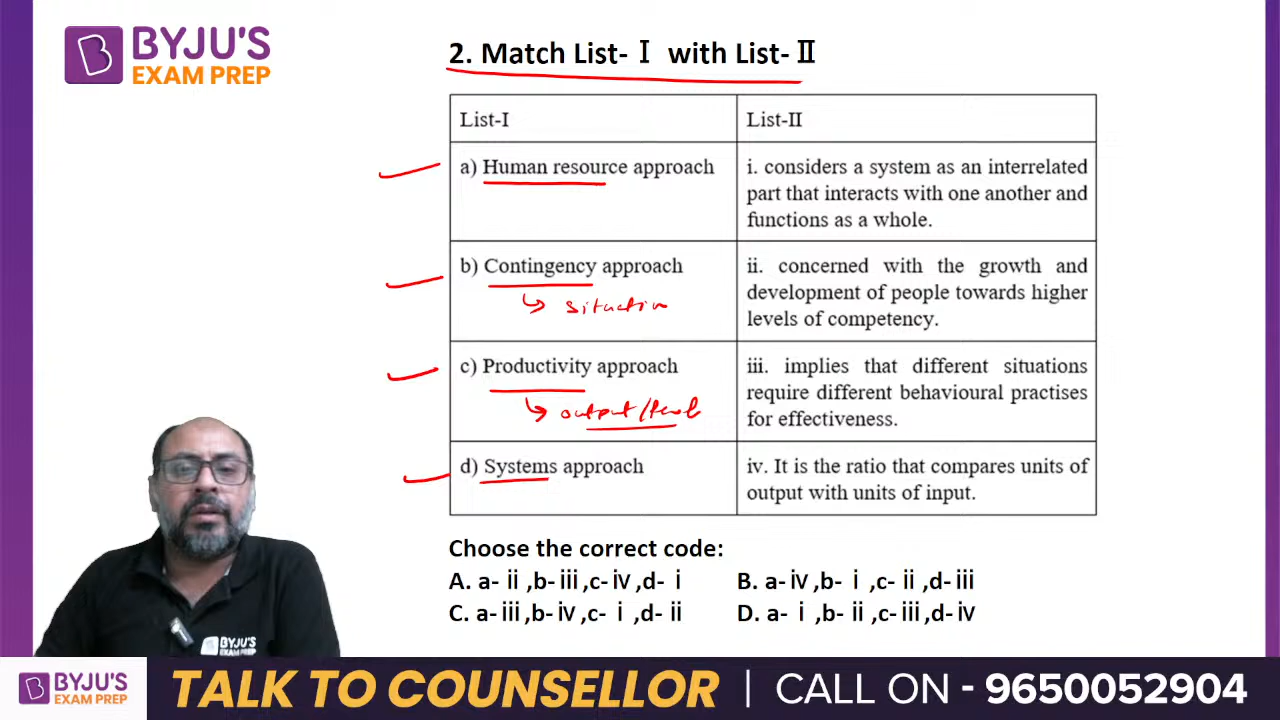 BYJU'S
EXAM PREP
2. Match List- Ⅰ with List- Ⅱ
List-I
List-II
a) Human resource approach
i. considers a system as an interrelated
part that interacts with one another and
functions as a whole.
b) Contingency approach
situation
ii. concerned with the growth and
development of people towards higher
levels of competency.
c) Productivity approach
output/
iii. implies that different situations
require different behavioural practises
for effectiveness.
d) Systems approach
iv. It is the ratio that compares units of
output with units of input.
Choose the correct code:
A. a- ⅱ ,b- ⅲ ,c- ⅳ ,d- ⅰ
B. a- ⅳ ,b- ⅰ ,c- ⅱ ,d- ⅲ
C. a- ⅲ ,b- ⅳ ,c- ⅰ ,d- ⅱ
D. a- ⅰ ,b- ⅱ ,c- ⅲ ,d- ⅳ
BYJU'S
EXAM PREP
BYJU'S
EXAM PREP
TALK TO COUNSELLOR | CALL ON - 9650052904